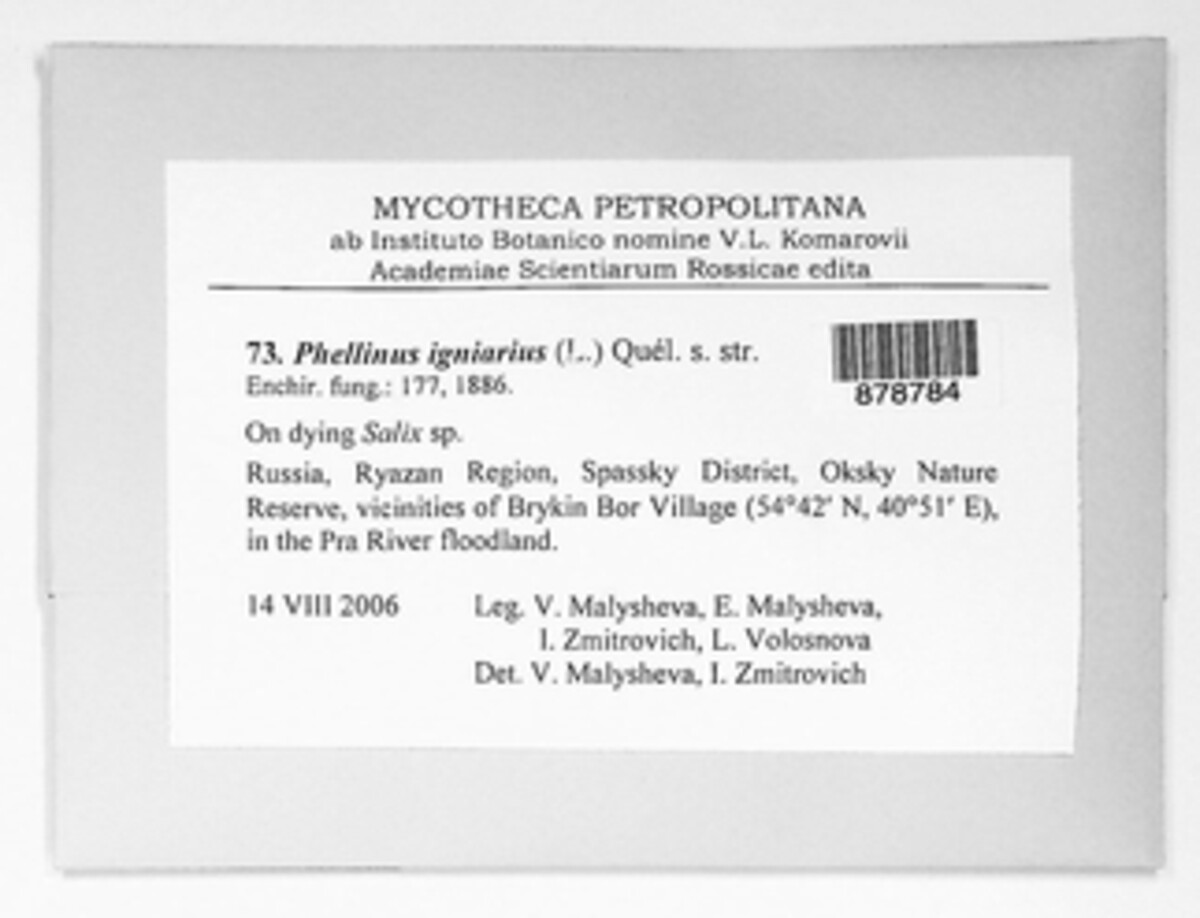 MYCOTHECA PETROPOLITANA
ab Instituto Botanico nomine V.L. Komarovii
Academiae Scientiarum Rossicae edita
73. Phellinus igniarius (L.) Quél. s. str.
Enchir. fung.: 177, 1886.
878784
On dying Salix sp.
Russia, Ryazan Region, Spassky District, Oksky Nature
Reserve, vicinities of Brykin Bor Village (54°42′ N, 40°51′ E),
in the Pra River floodland.
14 VIII 2006 Leg. V. Malysheva, E. Malysheva,
I. Zmitrovich, L. Volosnova
Det. V. Malysheva, I. Zmitrovich